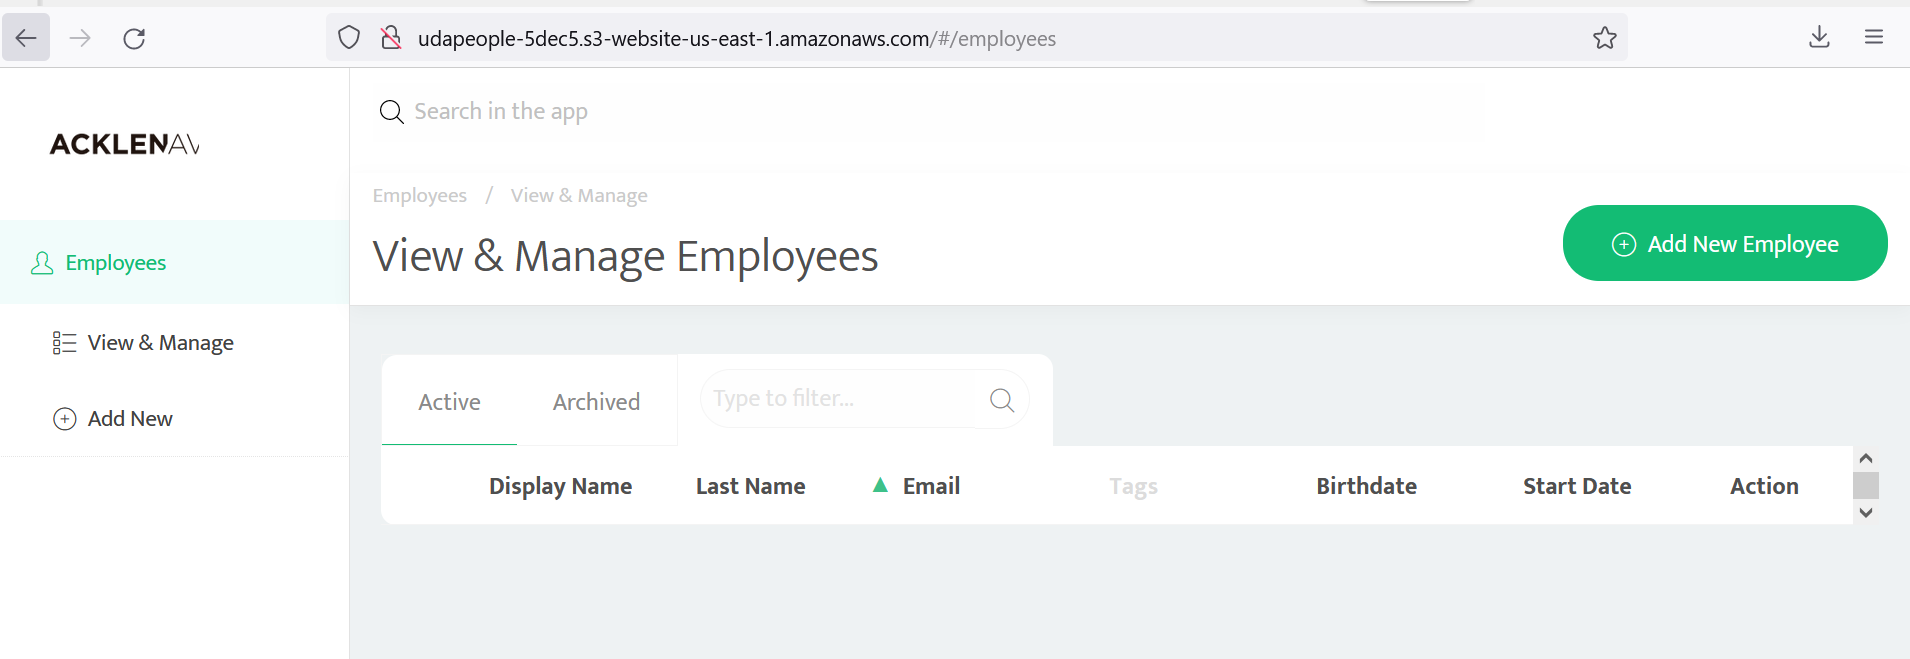 udapeople-5dec5.s3-website-us-east-1.amazonaws.com/#/employees
Search in the app
ACKLENAV
Employees / View & Manage
View & Manage Employees
Add New Employee
Employees
View & Manage
Add New
Active Archived Type to filter...
Display Name Last Name Email Tags Birthdate Start Date Action